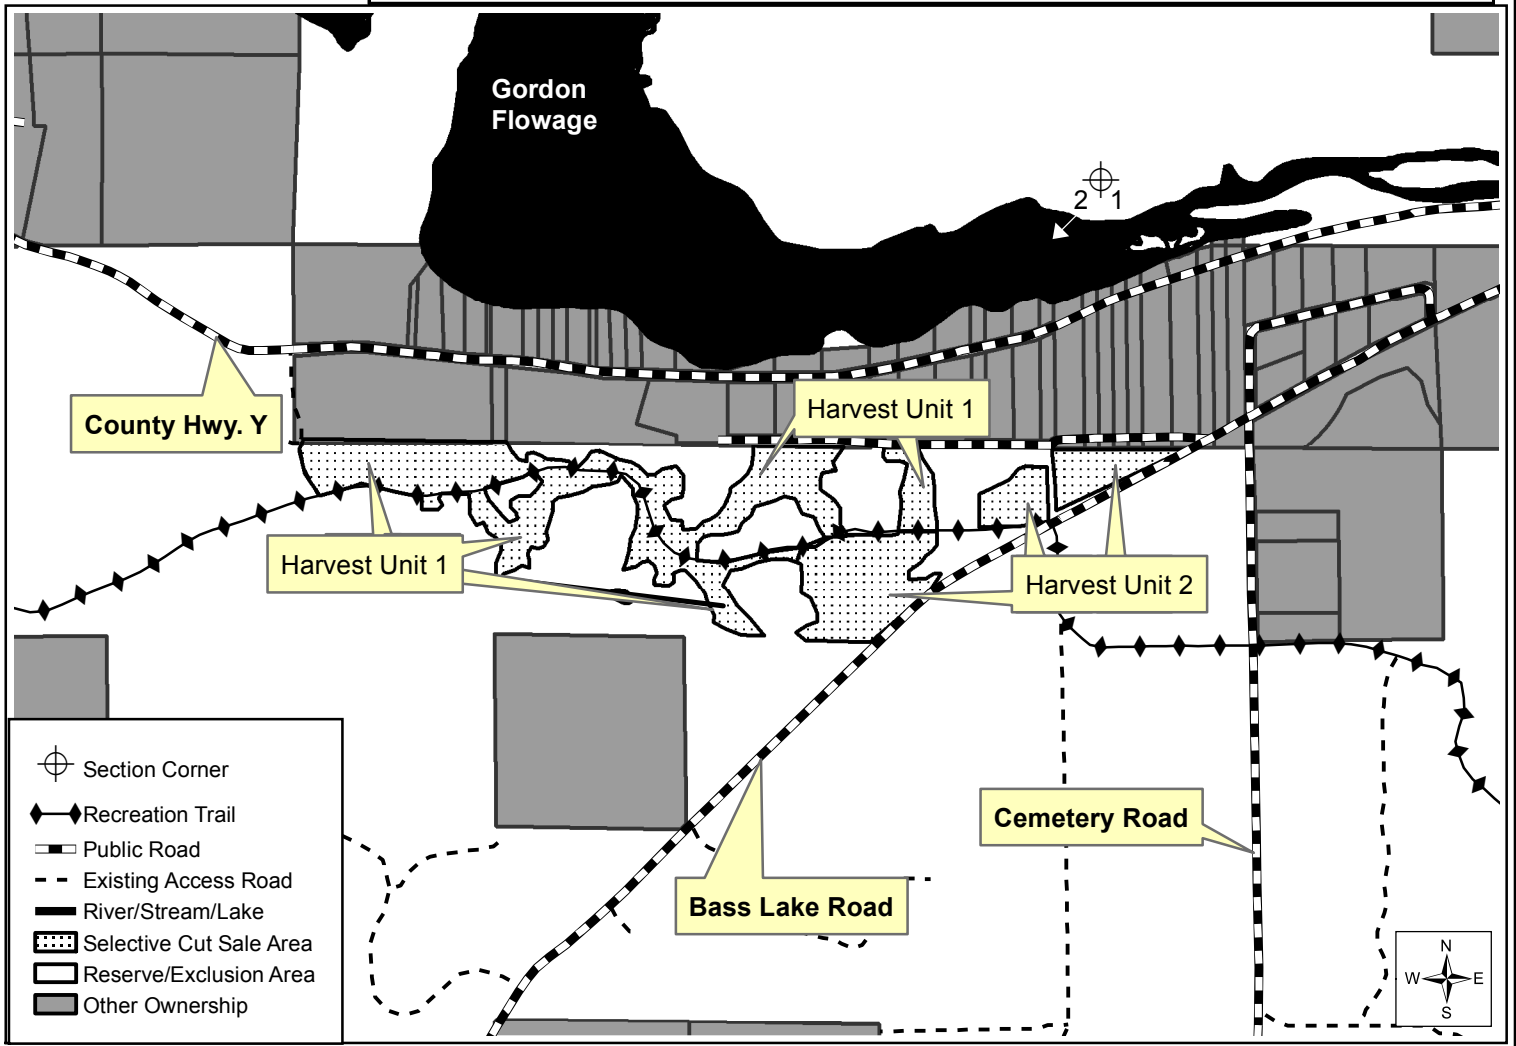 Gordon
Flowage
2 1
Harvest Unit 1
County Hwy. Y
Harvest Unit 1
Harvest Unit 2
Section Corner
Recreation Trail
Public Road
Existing Access Road
River/Stream/Lake
Selective Cut Sale Area
Reserve/Exclusion Area
Other Ownership
Cemetery Road
Bass Lake Road
N
W E
S